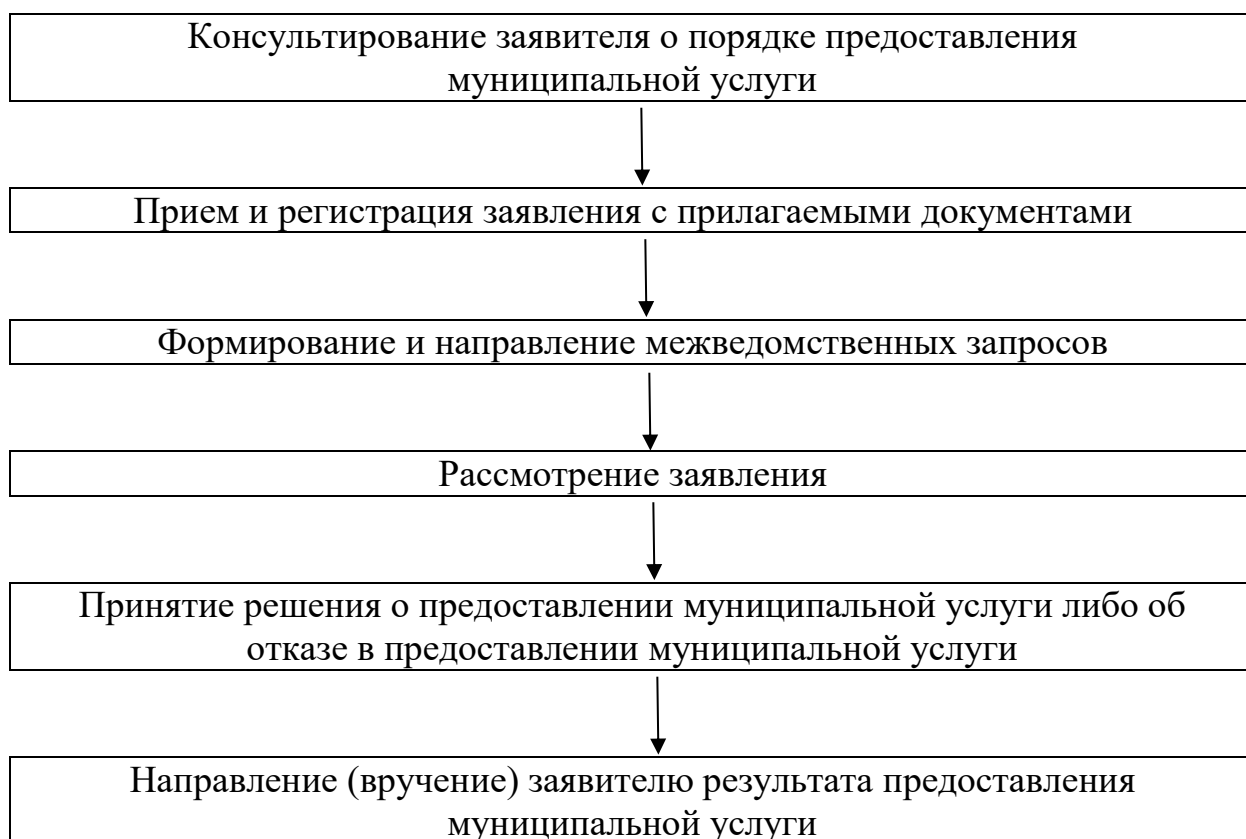 Консультирование заявителя о порядке предоставления
муниципальной услуги
Прием и регистрация заявления с прилагаемыми документами
Формирование и направление межведомственных запросов
Рассмотрение заявления
Принятие решения о предоставлении муниципальной услуги либо об
отказе в предоставлении муниципальной услуги
Направление (вручение) заявителю результата предоставления
муниципальной услуги